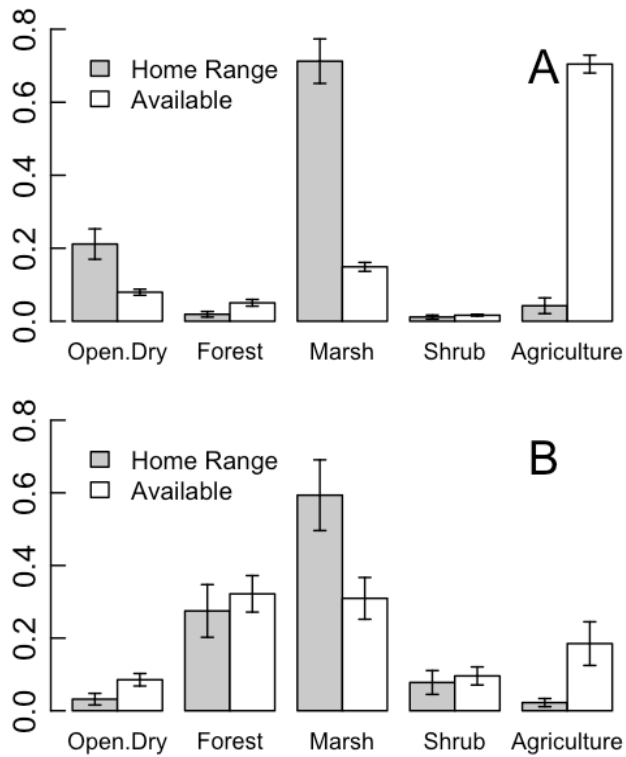 0.8
0.6
0.4
0.2
0.0
Home Range
Available
A
Open.Dry Forest Marsh Shrub Agriculture
0.8
0.6
0.4
0.2
0.0
Home Range
Available
B
Open.Dry Forest Marsh Shrub Agriculture